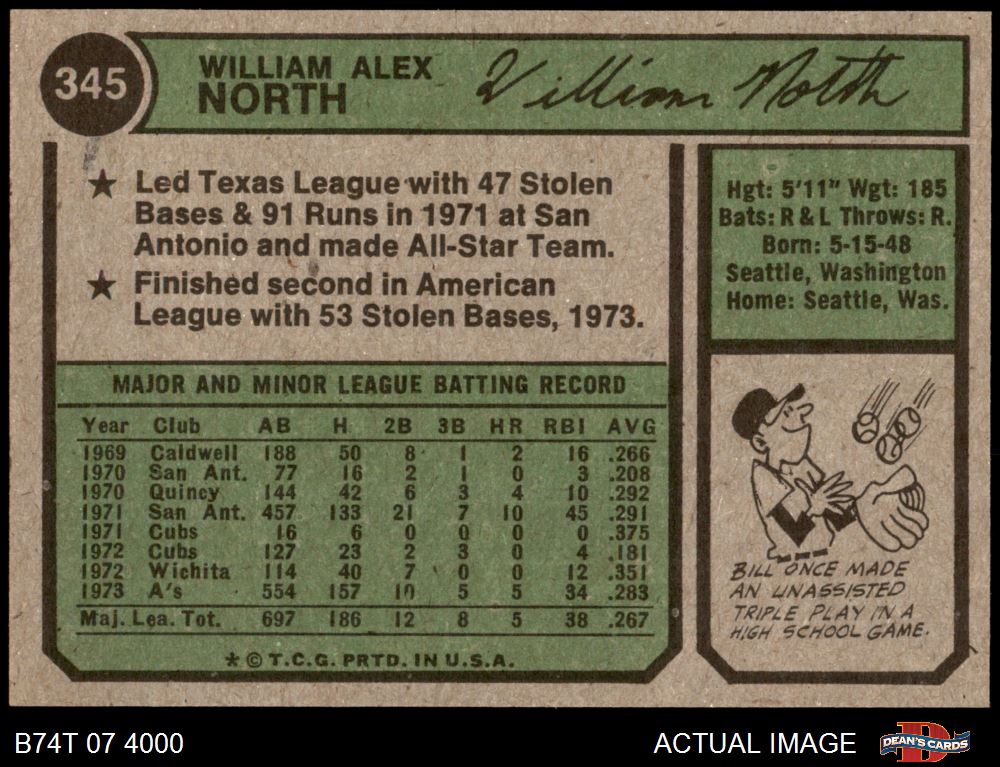 345
WILLIAM ALEX
NORTH
William North
★ Led Texas League with 47 Stolen
Bases & 91 Runs in 1971 at San
Antonio and made All-Star Team.
★ Finished second in American
League with 53 Stolen Bases, 1973.
Hgt: 5'11" Wgt: 185
Bats: R & L Throws: R.
Born: 5-15-48
Seattle, Washington
Home: Seattle, Was.
MAJOR AND MINOR LEAGUE BATTING RECORD
Year Club AB H 2B 3B HR RBI AVG
1969 Caldwell 188 50 8 1 2 16 .266
1970 San Ant. 77 16 2 1 0 3 .208
1970 Quincy 144 42 6 3 4 10 .292
1971 San Ant. 457 133 21 7 10 45 .291
1971 Cubs 16 6 0 0 0 0 .375
1972 Cubs 127 23 2 3 0 4 .181
1972 Wichita 114 40 7 0 0 12 .351
1973 A's 554 157 10 5 5 34 .283
Maj. Lea. Tot. 697 186 12 8 5 38 .267
* © T.C.G. PRTD. IN U.S.A.
BILL ONCE MADE
AN UNASSISTED
TRIPLE PLAY IN A
HIGH SCHOOL GAME.
B74T 07 4000
ACTUAL IMAGE
DEAN'S CARDS